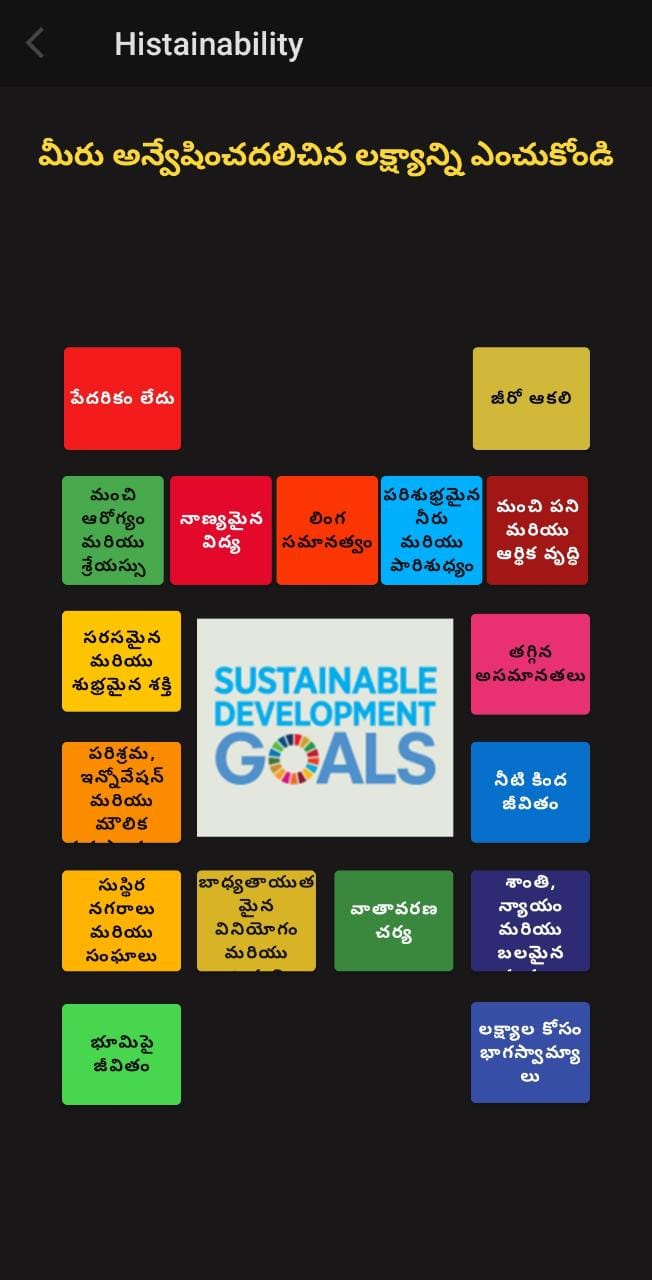 Histainability
మీరు అన్వేషించదలిచిన లక్ష్యాన్ని ఎంచుకోండి
పేదరికం లేదు
జీరో ఆకలి
మంచి
ఆరోగ్యం
మరియు
శ్రేయస్సు
నాణ్యమైన
విద్య
లింగ
సమానత్వం
పరిశుభ్రమైన
నీరు
మరియు
పారిశుధ్యం
మంచి పని
మరియు
ఆర్థిక వృద్ధి
సరసమైన
మరియు
శుభ్రమైన శక్తి
SUSTAINABLE
DEVELOPMENT
GOALS
తగ్గిన
అసమానతలు
పరిశ్రమ,
ఇన్నోవేషన్
మరియు
మౌలిక
నీటి కింద
జీవితం
సుస్థిర
నగరాలు
మరియు
సంఘాలు
బాధ్యతాయుత
మైన
వినియోగం
మరియు
వాతావరణ
చర్య
శాంతి,
న్యాయం
మరియు
బలమైన
భూమిపై
జీవితం
లక్ష్యాల కోసం
భాగస్వామ్యా
లు